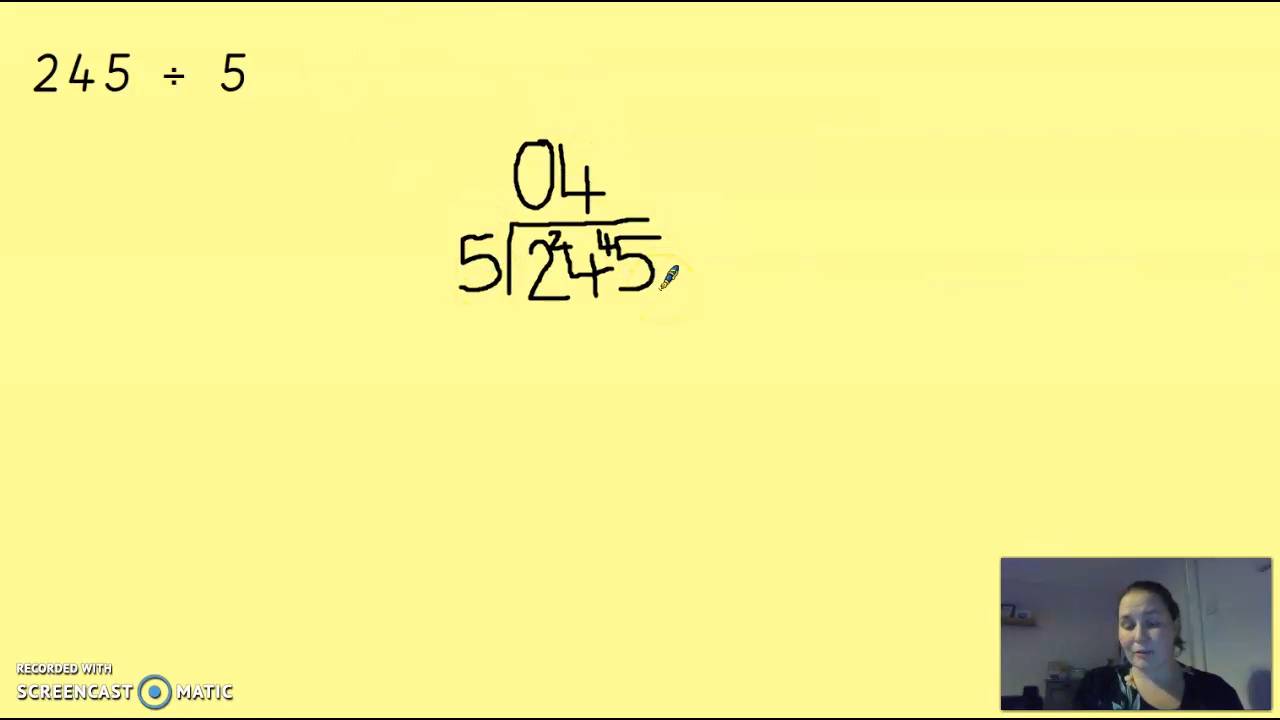 245 ÷ 5
04
5 2²4⁴5
RECORDED WITH
SCREENCAST MATIC